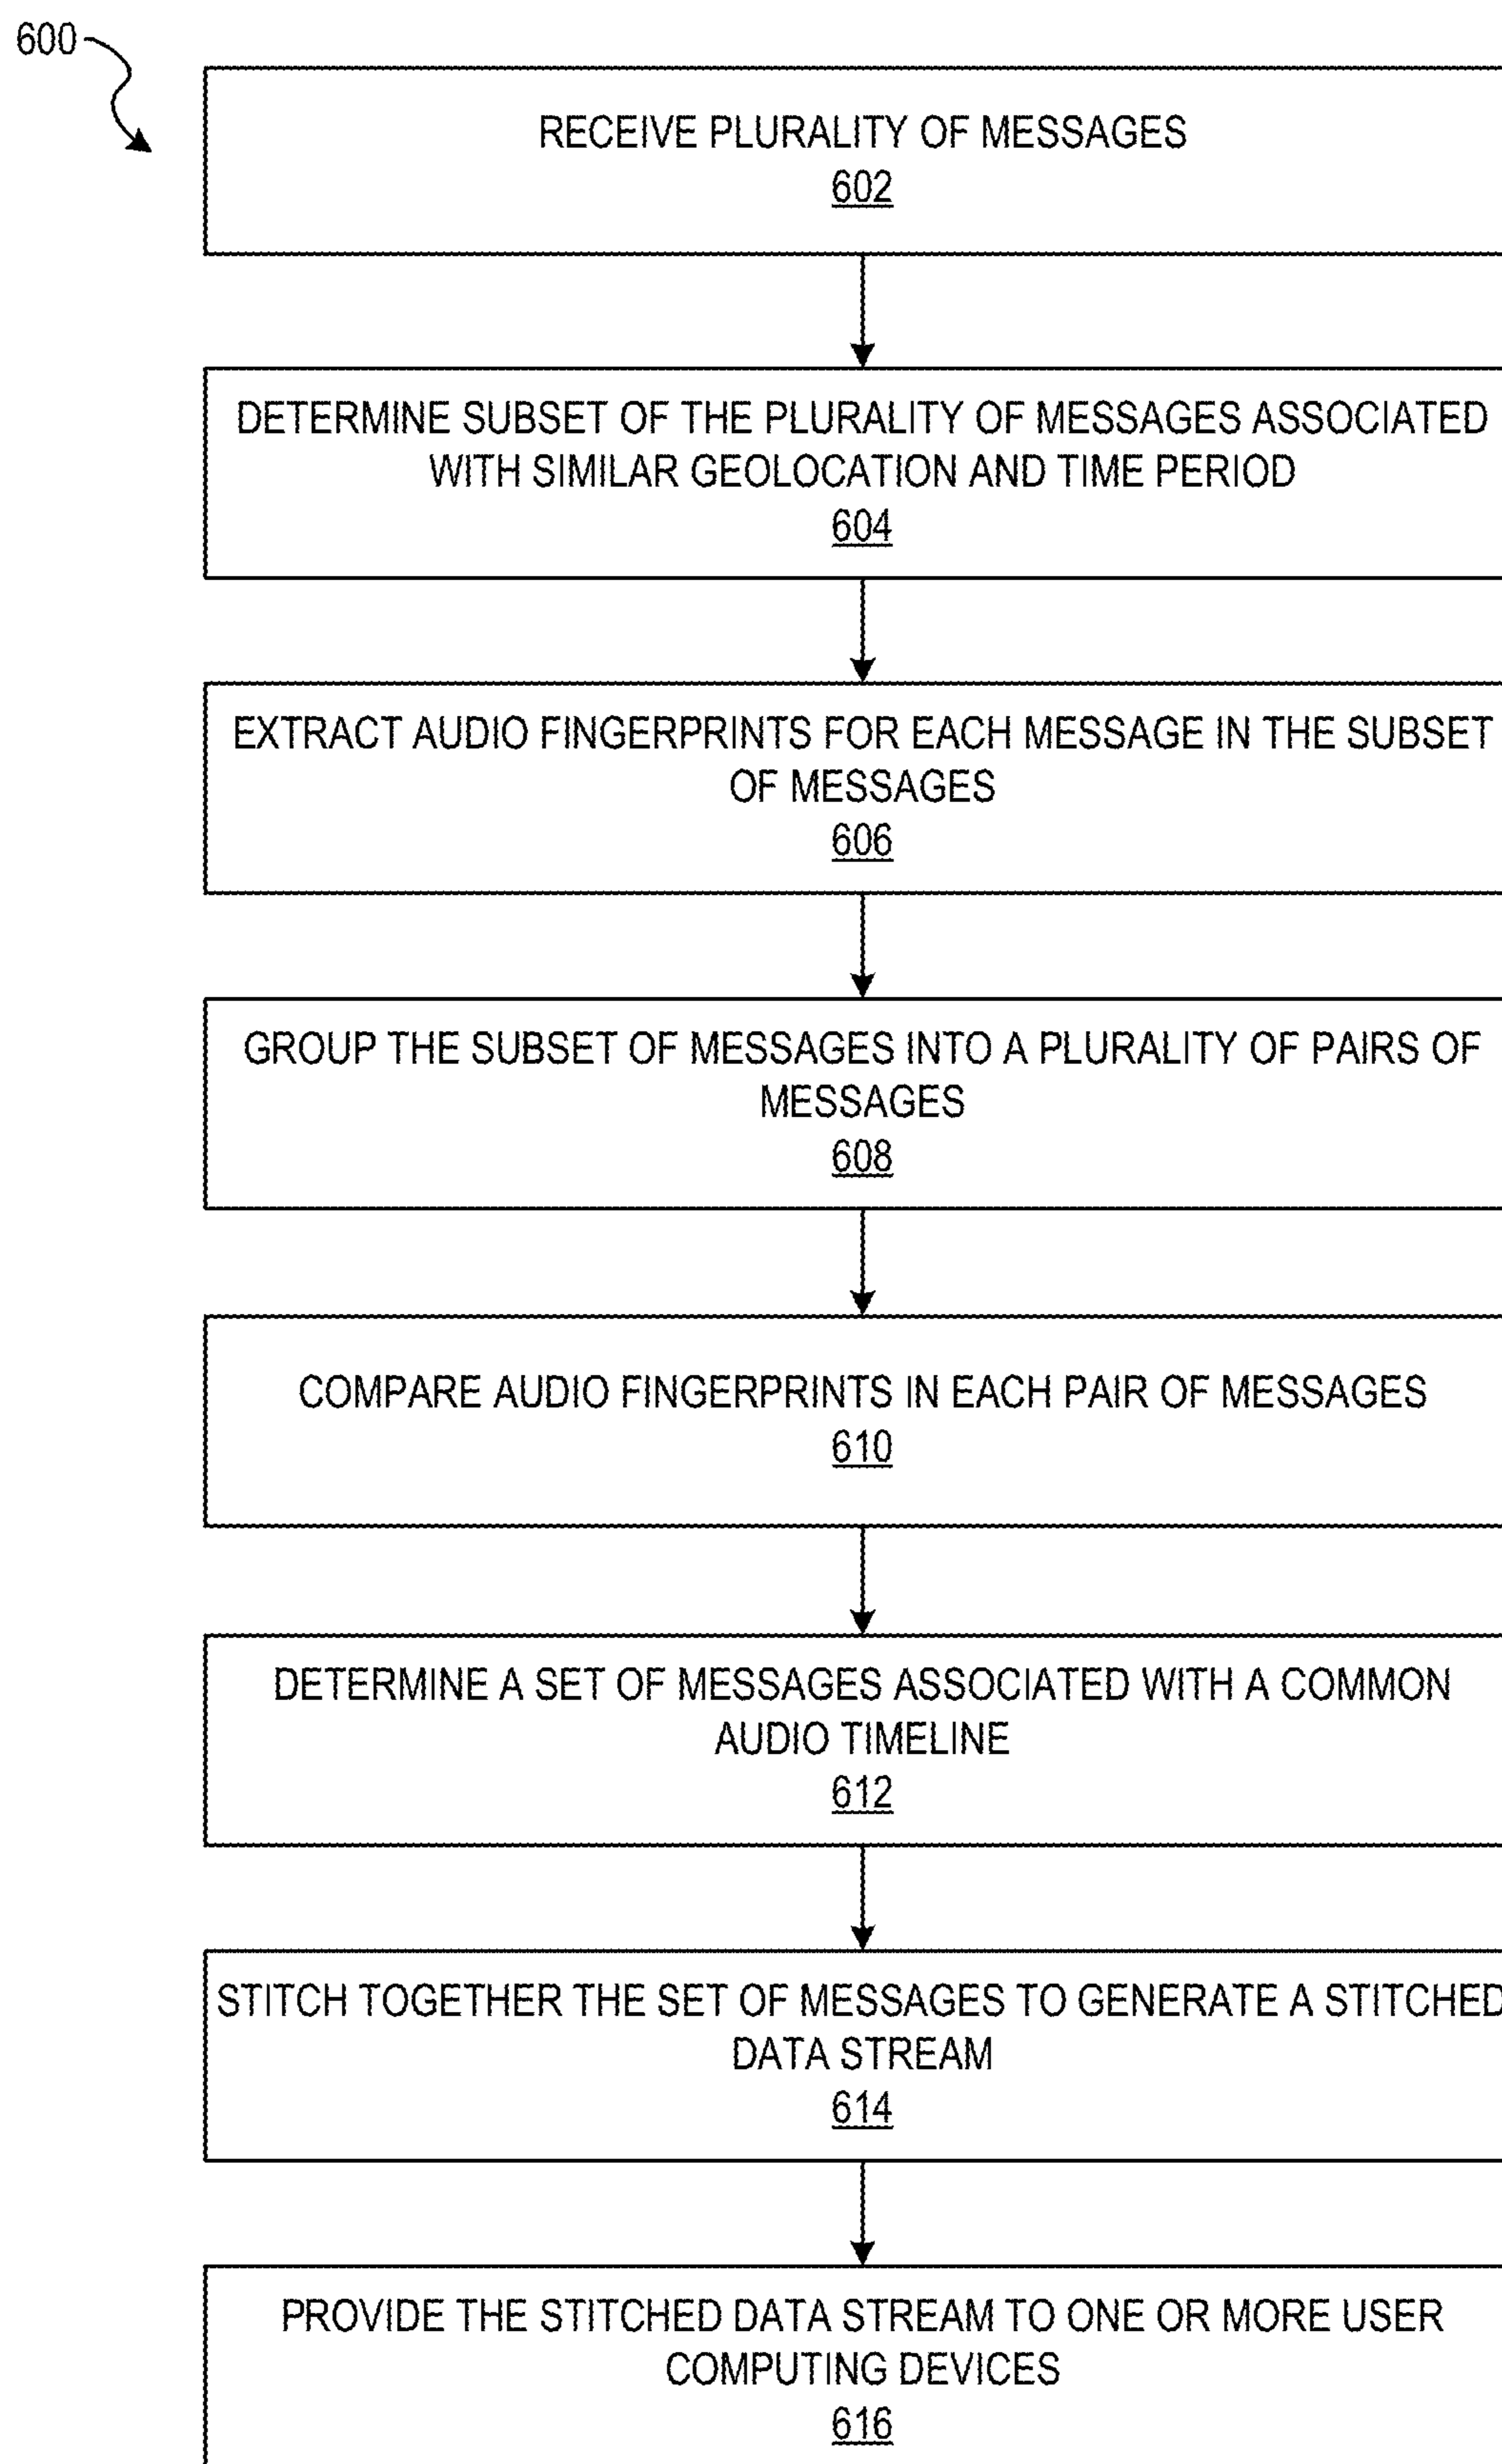 600
RECEIVE PLURALITY OF MESSAGES
602
DETERMINE SUBSET OF THE PLURALITY OF MESSAGES ASSOCIATED
WITH SIMILAR GEOLOCATION AND TIME PERIOD
604
EXTRACT AUDIO FINGERPRINTS FOR EACH MESSAGE IN THE SUBSET
OF MESSAGES
606
GROUP THE SUBSET OF MESSAGES INTO A PLURALITY OF PAIRS OF
MESSAGES
608
COMPARE AUDIO FINGERPRINTS IN EACH PAIR OF MESSAGES
610
DETERMINE A SET OF MESSAGES ASSOCIATED WITH A COMMON
AUDIO TIMELINE
612
STITCH TOGETHER THE SET OF MESSAGES TO GENERATE A STITCHED
DATA STREAM
614
PROVIDE THE STITCHED DATA STREAM TO ONE OR MORE USER
COMPUTING DEVICES
616